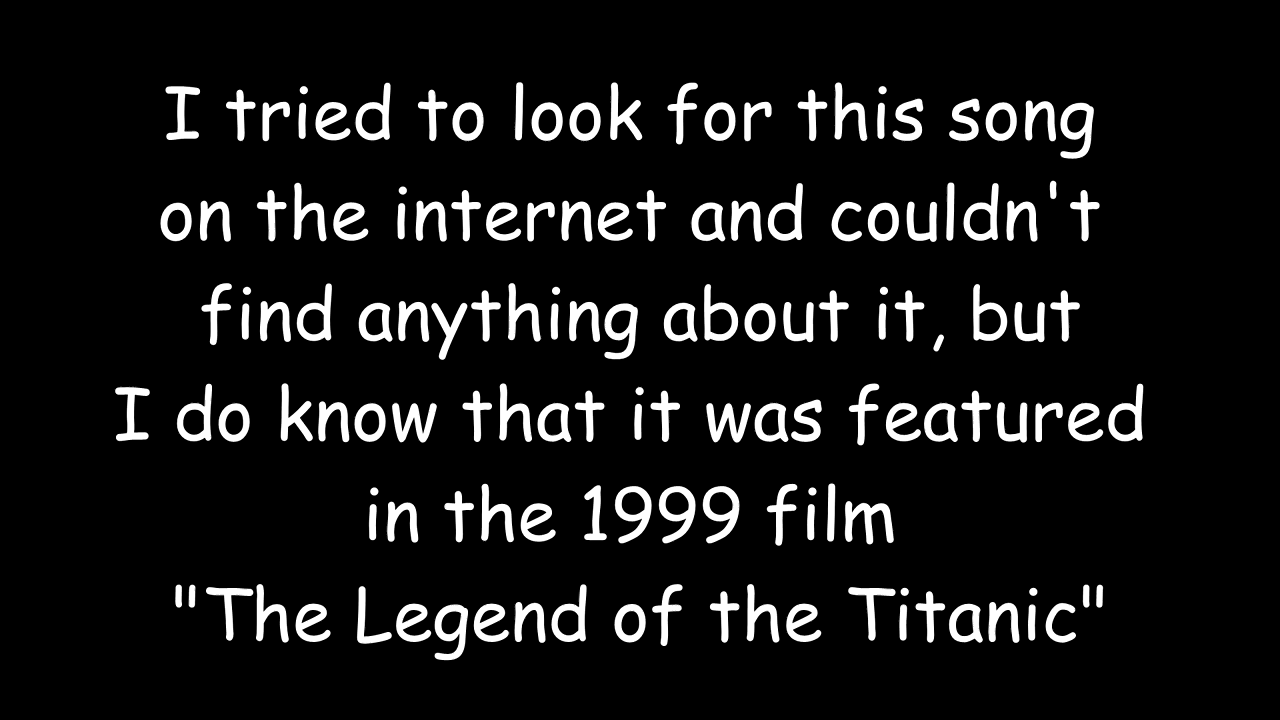 I tried to look for this song
on the internet and couldn't
find anything about it, but
I do know that it was featured
in the 1999 film
"The Legend of the Titanic"